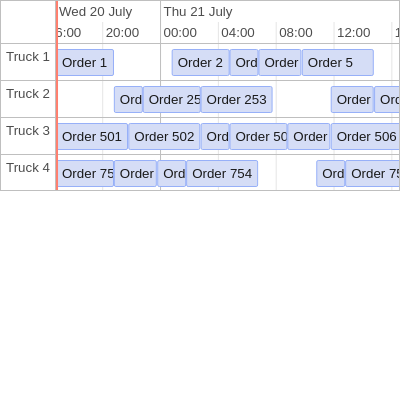 Wed 20 July Thu 21 July
6:00 20:00 00:00 04:00 08:00 12:00 1
Truck 1 Order 1 Order 2 Ord Order Order 5
Truck 2 Ord Order 25 Order 253 Order Ord
Truck 3 Order 501 Order 502 Ord Order 50 Order Order 506
Truck 4 Order 75 Order Ord Order 754 Ord Order 75